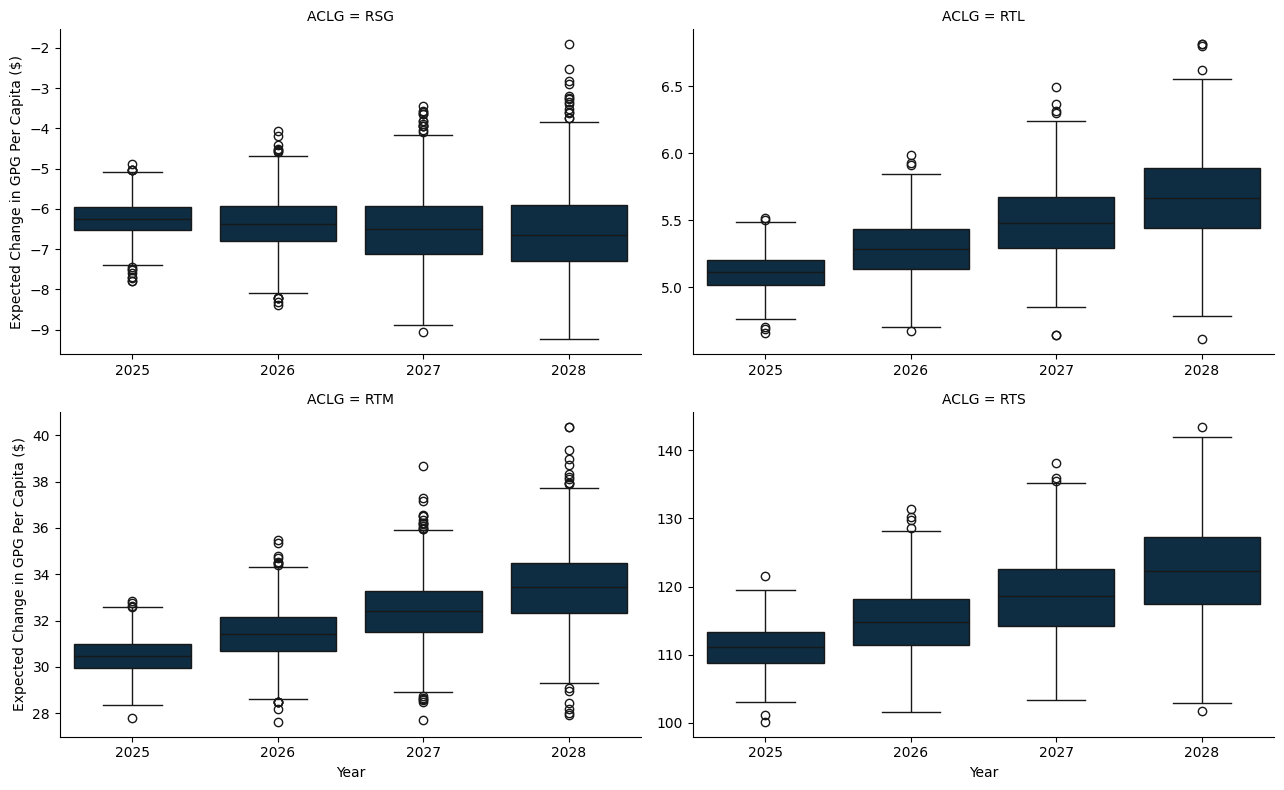 ACLG = RSG
ACLG = RTL
Expected Change in GPG Per Capita ($)
−2
−3
−4
−5
−6
−7
−8
−9
2025 2026 2027 2028
6.5
6.0
5.5
5.0
2025 2026 2027 2028
ACLG = RTM
ACLG = RTS
Expected Change in GPG Per Capita ($)
40
38
36
34
32
30
28
2025 2026 2027 2028
Year
140
130
120
110
100
2025 2026 2027 2028
Year